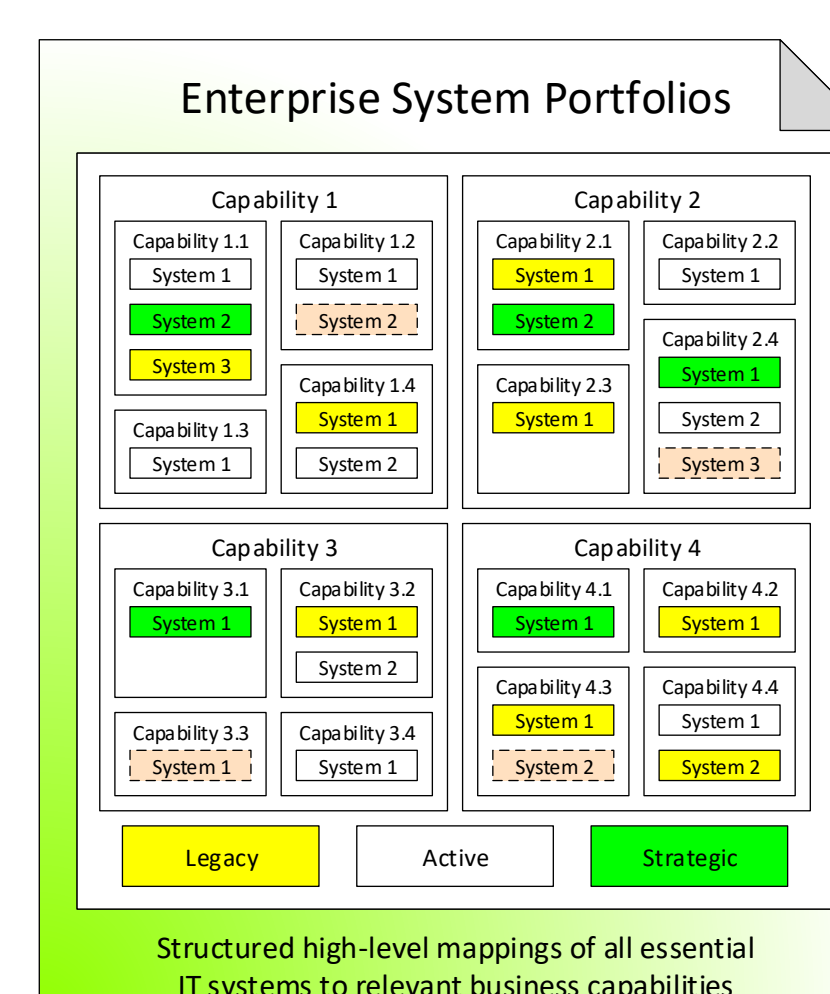 Enterprise System Portfolios
Capability 1
Capability 1.1
System 1
System 2
System 3
Capability 1.2
System 1
System 2
Capability 1.3
System 1
Capability 1.4
System 1
System 2
Capability 2
Capability 2.1
System 1
System 2
Capability 2.2
System 1
Capability 2.3
System 1
Capability 2.4
System 1
System 2
System 3
Capability 3
Capability 3.1
System 1
Capability 3.2
System 1
System 2
Capability 3.3
System 1
Capability 3.4
System 1
Capability 4
Capability 4.1
System 1
Capability 4.2
System 1
Capability 4.3
System 1
System 2
Capability 4.4
System 1
System 2
Legacy
Active
Strategic
Structured high-level mappings of all essential
IT systems to relevant business capabilities